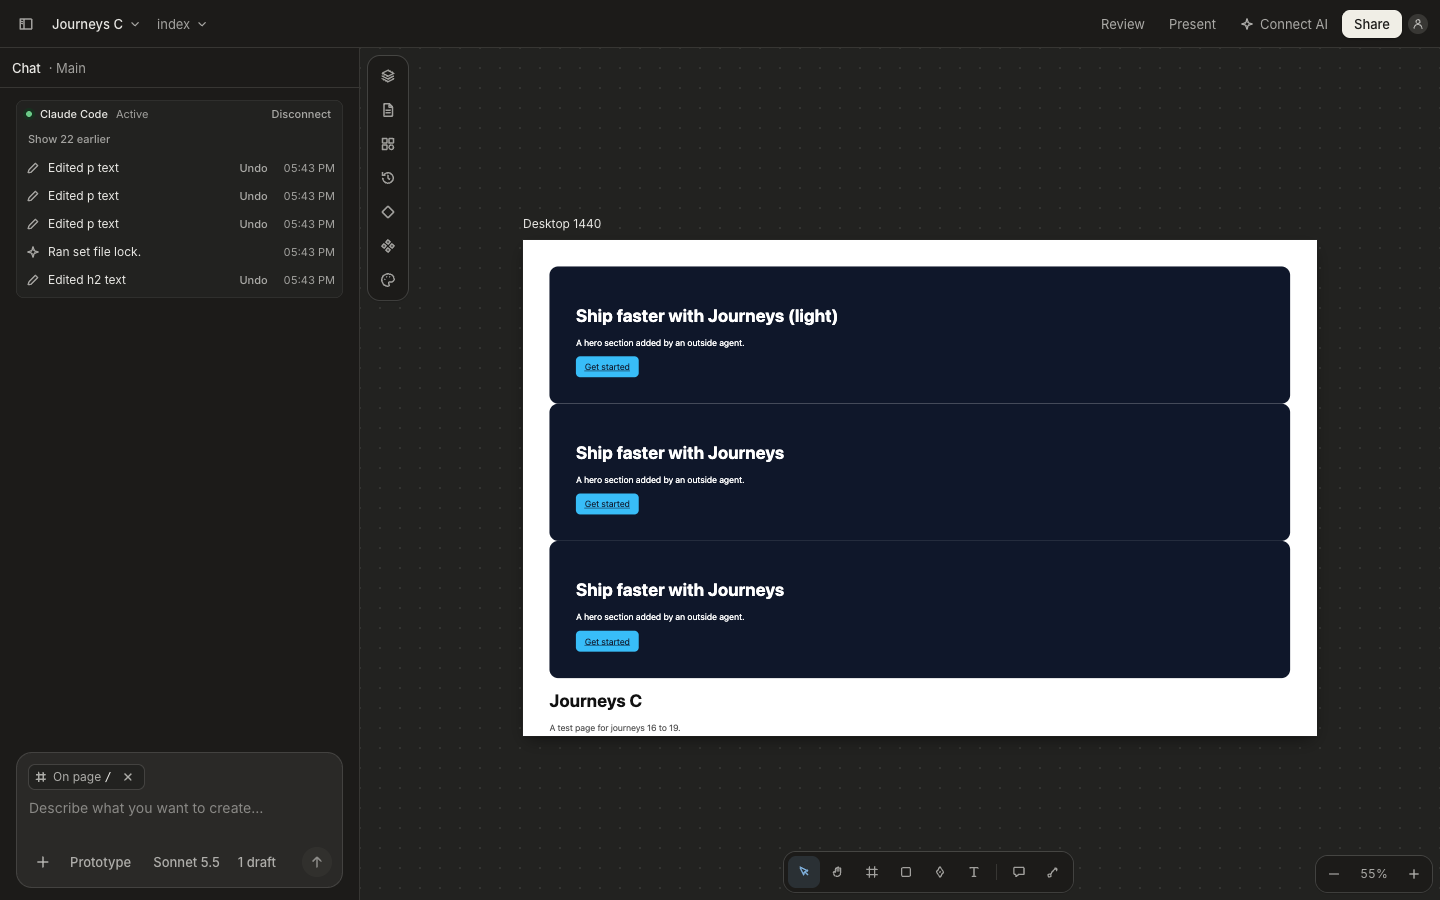 Journeys C
index
Review
Present
Connect AI
Share
Chat · Main
Claude Code Active Disconnect
Show 22 earlier
Edited p text Undo 05:43 PM
Edited p text Undo 05:43 PM
Edited p text Undo 05:43 PM
Ran set file lock. 05:43 PM
Edited h2 text Undo 05:43 PM
On page /
Describe what you want to create...
Prototype Sonnet 5.5 1 draft
Desktop 1440
Ship faster with Journeys (light)
A hero section added by an outside agent.
Get started
Ship faster with Journeys
A hero section added by an outside agent.
Get started
Ship faster with Journeys
A hero section added by an outside agent.
Get started
Journeys C
A test page for journeys 16 to 19.
55%